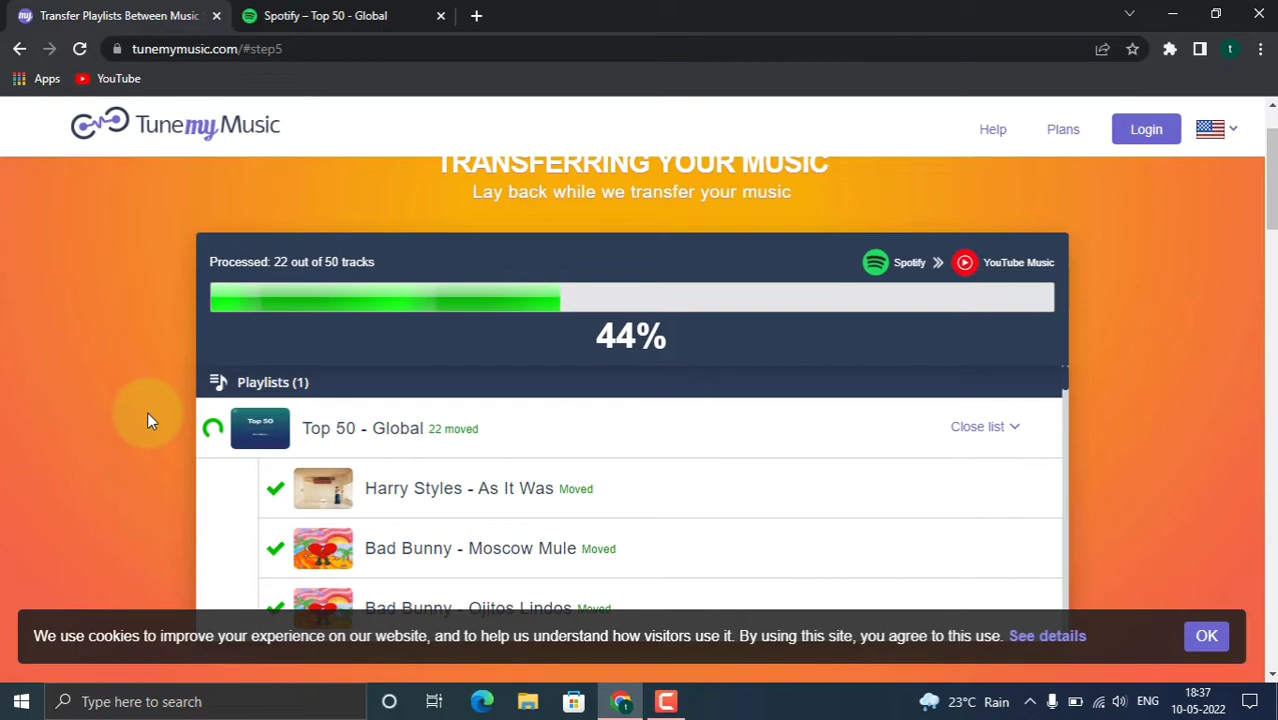 my Transfer Playlists Between Music
Spotify – Top 50 - Global
tunemymusic.com/#step5
t
Apps
YouTube
TunemyMusic
Help
Plans
Login
TRANSFERRING YOUR MUSIC
Lay back while we transfer your music
Processed: 22 out of 50 tracks
Spotify
YouTube Music
44%
Playlists (1)
Top 50
Top 50 - Global 22 moved
Close list
Harry Styles - As It Was Moved
Bad Bunny - Moscow Mule Moved
Bad Bunny - Ojitos Lindos Moved
We use cookies to improve your experience on our website, and to help us understand how visitors use it. By using this site, you agree to this use. See details
OK
Type here to search
23°C Rain
ENG
18:37
10-05-2022